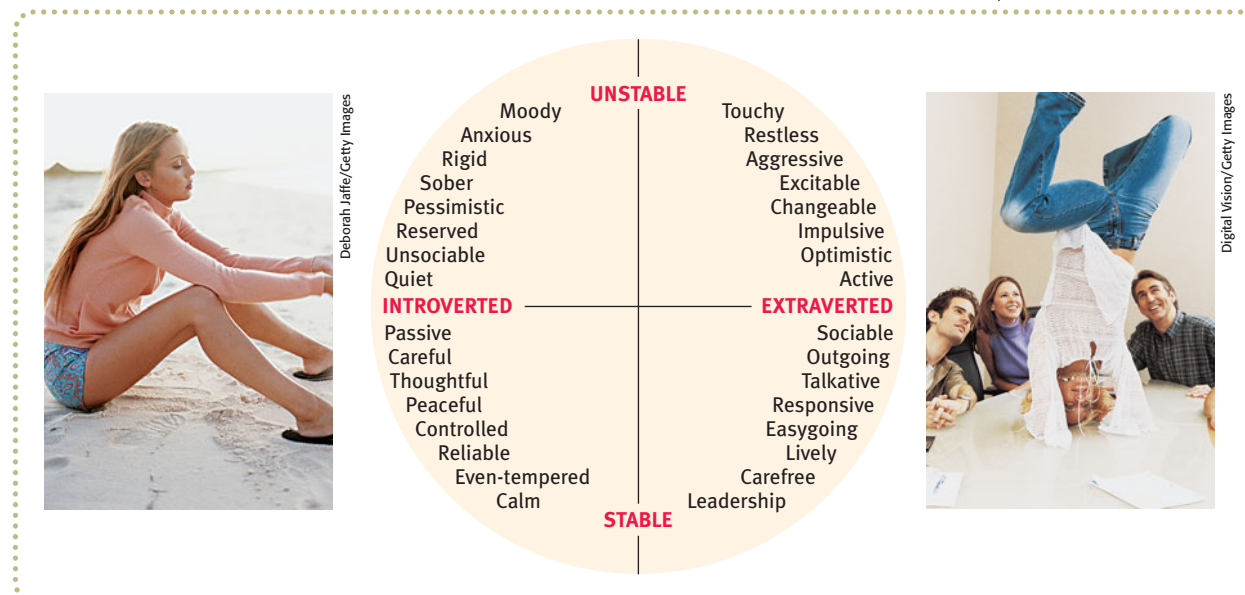 Deborah Jaffe/Getty Images
UNSTABLE
Moody
Anxious
Rigid
Sober
Pessimistic
Reserved
Unsociable
Quiet
Touchy
Restless
Aggressive
Excitable
Changeable
Impulsive
Optimistic
Active
INTROVERTED
EXTRAVERTED
Passive
Careful
Thoughtful
Peaceful
Controlled
Reliable
Even-tempered
Calm
Sociable
Outgoing
Talkative
Responsive
Easygoing
Lively
Carefree
Leadership
STABLE
Digital Vision/Getty Images